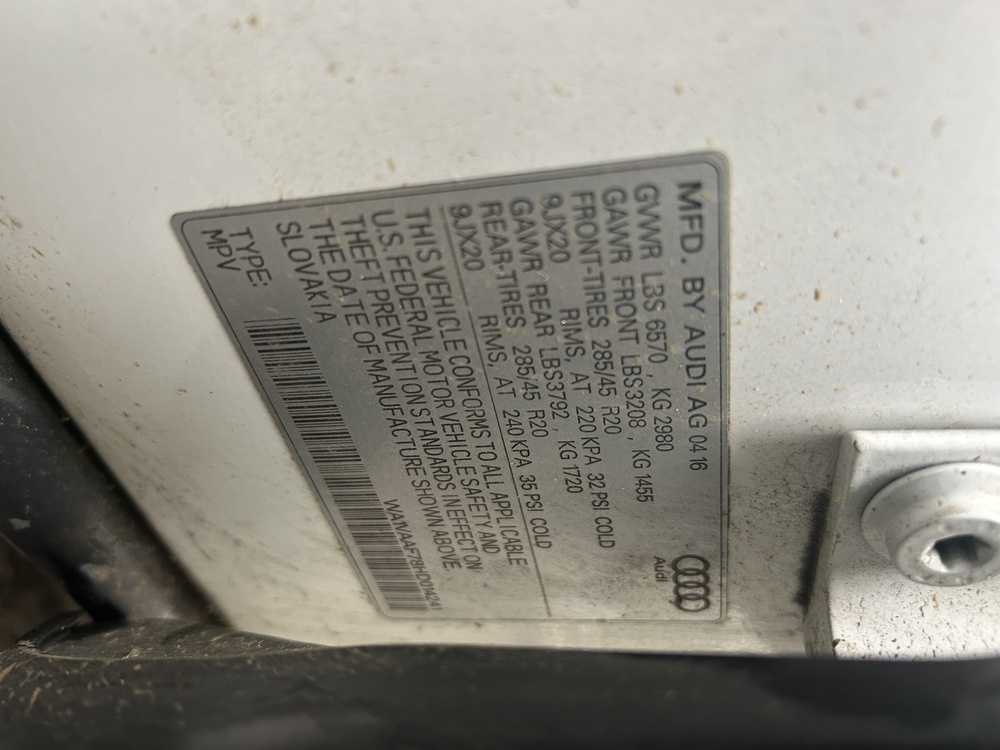 MFD. BY AUDI AG 04 16
GVWR LBS 6570 , KG 2980
GAWR FRONT LBS3208 , KG 1455
FRONT-TIRES 285/45 R20
9JX20 RIMS, AT 220 KPA 32 PSI COLD
GAWR REAR LBS3792 , KG 1720
REAR-TIRES 285/45 R20
9JX20 RIMS, AT 240 KPA 35 PSI COLD
THIS VEHICLE CONFORMS TO ALL APPLICABLE
U.S. FEDERAL MOTOR VEHICLE SAFETY AND
THEFT PREVENTION STANDARDS IN EFFECT ON
THE DATE OF MANUFACTURE SHOWN ABOVE.
SLOVAKIA
WA1VAAF78HD014241
TYPE:
MPV
Audi